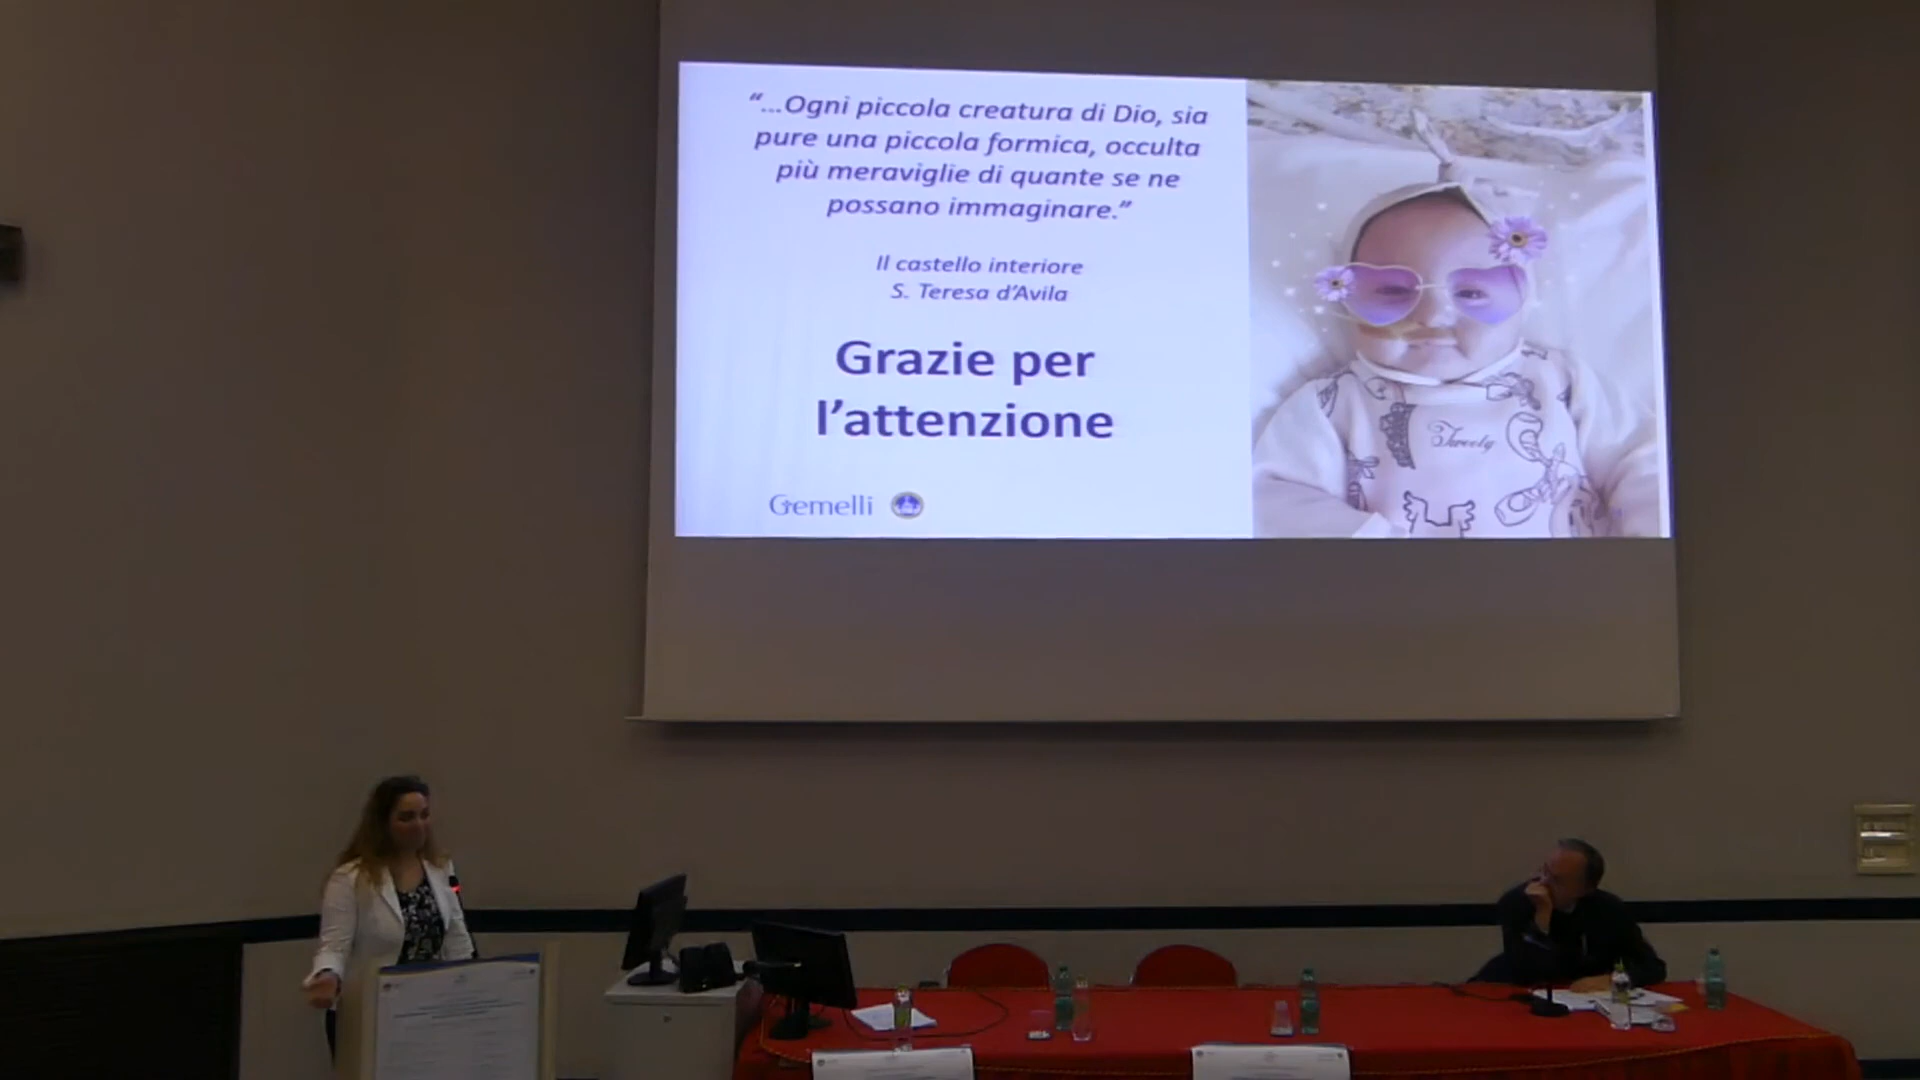 “...Ogni piccola creatura di Dio, sia
pure una piccola formica, occulta
più meraviglie di quante se ne
possano immaginare.”
Il castello interiore
S. Teresa d’Avila
Grazie per
l’attenzione
Gemelli
Tweety